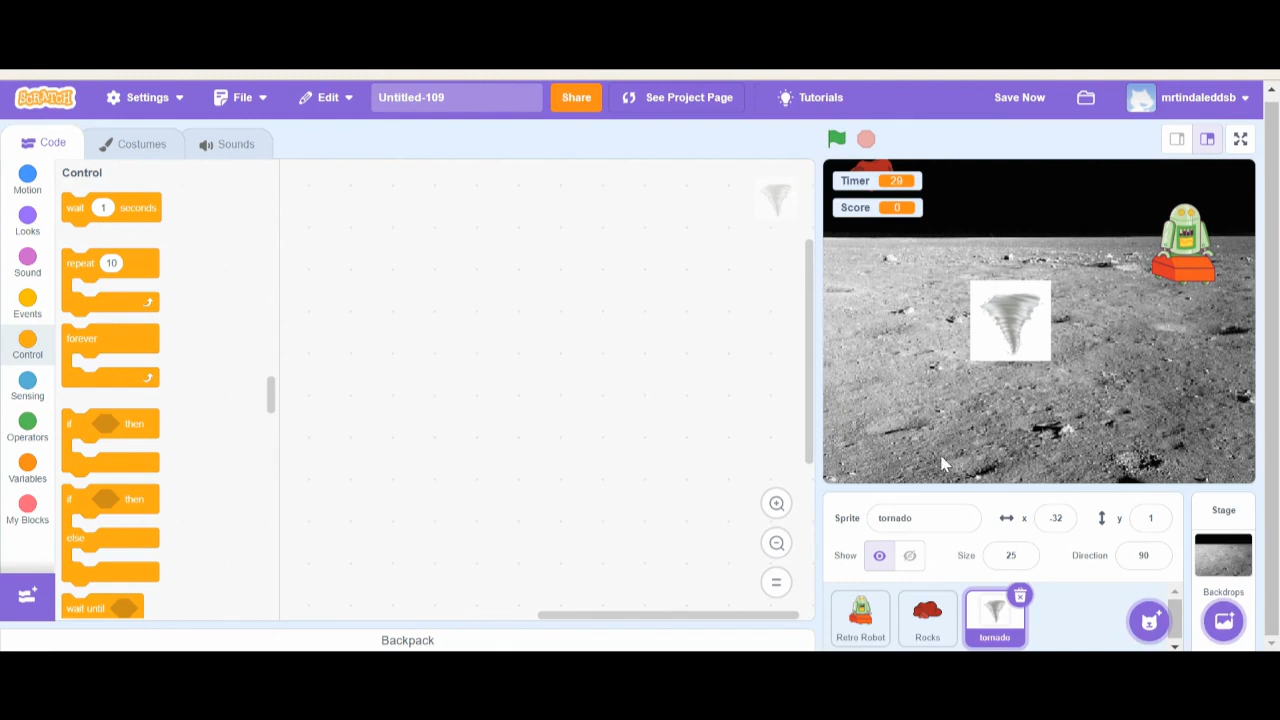 SCRATCH Settings File Edit Untitled-109 Share See Project Page Tutorials Save Now mrtindaleddsb
Code Costumes Sounds
Motion
Looks
Sound
Events
Control
Sensing
Operators
Variables
My Blocks
Control
wait 1 seconds
repeat 10
forever
if then
if then
else
wait until
Backpack
Timer 29
Score 0
Sprite tornado x -32 y 1
Show Size 25 Direction 90
Retro Robot Rocks tornado
Stage
Backdrops